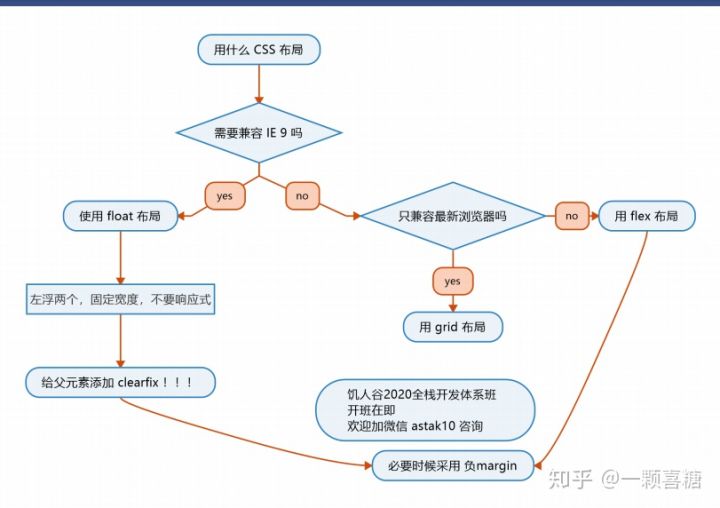 用什么 CSS 布局
需要兼容 IE 9 吗
yes
no
使用 float 布局
只兼容最新浏览器吗
no
用 flex 布局
yes
左浮两个，固定宽度，不要响应式
用 grid 布局
给父元素添加 clearfix！！！
饥人谷2020全栈开发体系班
开班在即
欢迎加微信 astak10 咨询
必要时候采用 负margin
知乎 @一颗喜糖